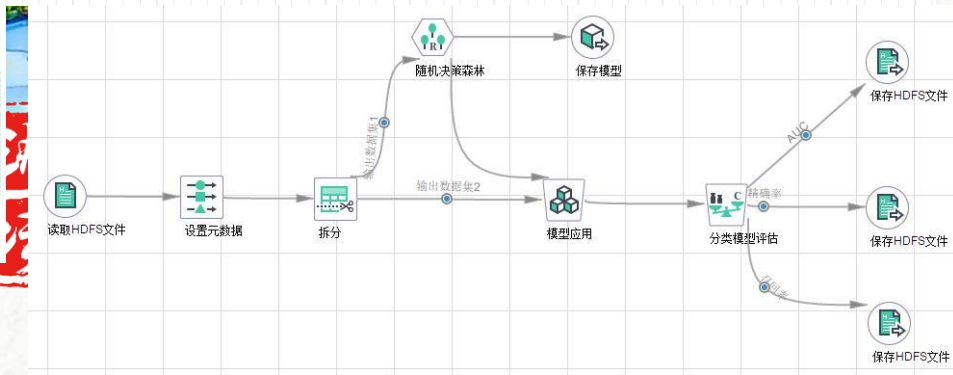 随机决策森林
保存模型
保存HDFS文件
输出数据集1
AUC
输出数据集2
精确率
读取HDFS文件
设置元数据
拆分
模型应用
分类模型评估
保存HDFS文件
召回率
保存HDFS文件